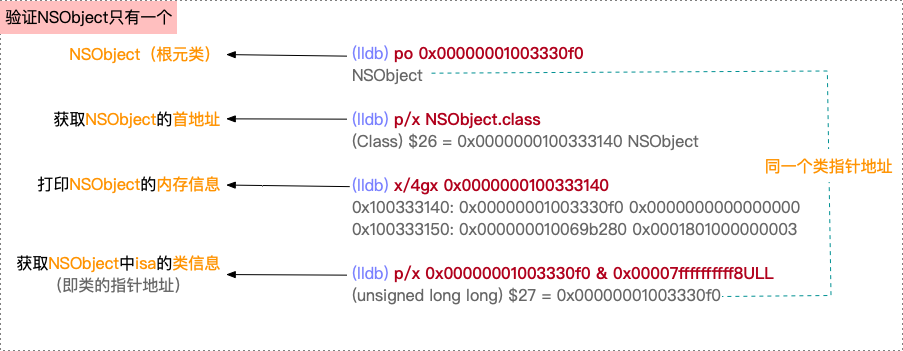 验证NSObject只有一个
NSObject（根元类）
(lldb) po 0x00000001003330f0
NSObject
获取NSObject的首地址
(lldb) p/x NSObject.class
(Class) $26 = 0x0000000100333140 NSObject
同一个类指针地址
打印NSObject的内存信息
(lldb) x/4gx 0x0000000100333140
0x100333140: 0x00000001003330f0 0x0000000000000000
0x100333150: 0x000000010069b280 0x0001801000000003
获取NSObject中isa的类信息
（即类的指针地址）
(lldb) p/x 0x00000001003330f0 & 0x00007ffffffffff8ULL
(unsigned long long) $27 = 0x00000001003330f0